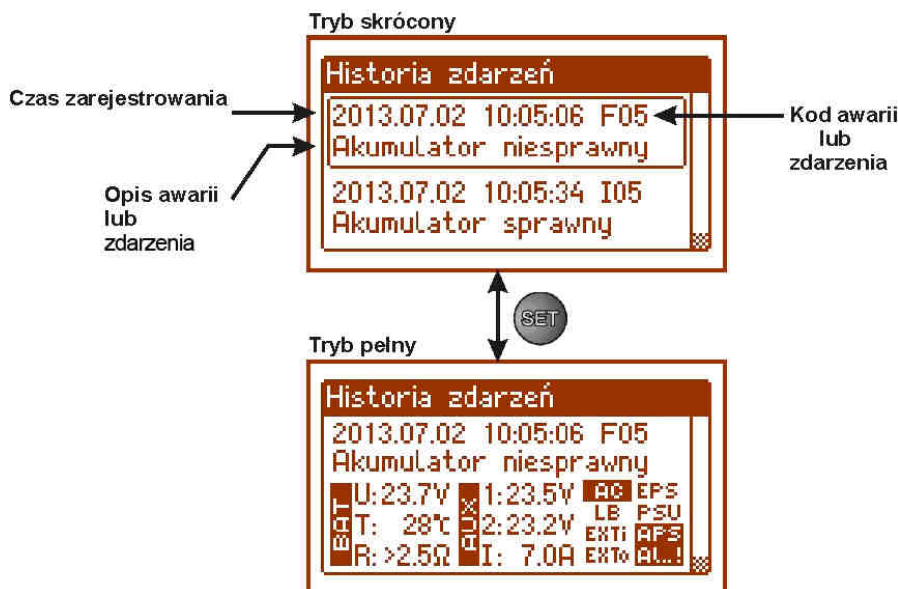 Tryb skrócony
Historia zdarzeń
Czas zarejestrowania
2013.07.02 10:05:06 F05
Akumulator niesprawny
Kod awarii
lub
zdarzenia
Opis awarii
lub
zdarzenia
2013.07.02 10:05:34 I05
Akumulator sprawny
SET
Tryb pełny
Historia zdarzeń
2013.07.02 10:05:06 F05
Akumulator niesprawny
BAT
U:23.7V
T: 28℃
R: >2.5Ω
AUX
1:23.5V
2:23.2V
I: 7.0A
AC EPS
LB PSU
EXTi APS
EXTo AL...!